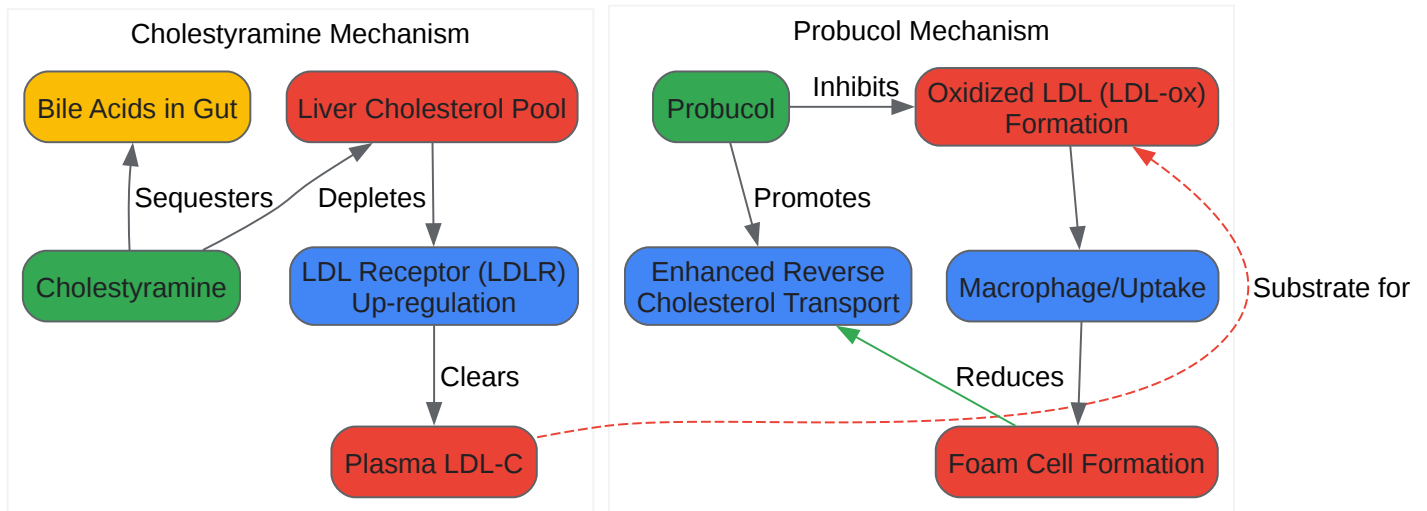 Cholestyramine Mechanism
Bile Acids in Gut
Liver Cholesterol Pool
Sequesters
Depletes
Cholestyramine
LDL Receptor (LDLR)
Up-regulation
Clears
Plasma LDL-C
Probucol Mechanism
Probucol
Inhibits
Oxidized LDL (LDL-ox)
Formation
Promotes
Enhanced Reverse
Cholesterol Transport
Macrophage/Uptake
Substrate for
Reduces
Foam Cell Formation